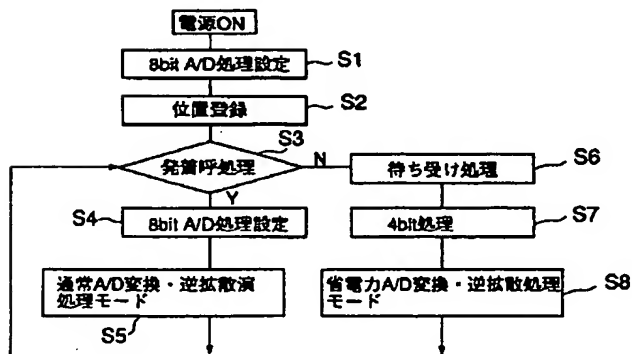 電源ON
8bit A/D処理設定
S1
位置登録
S2
発着呼処理
S3
N
Y
待ち受け処理
S6
S4
8bit A/D処理設定
4bit処理
S7
通常A/D変換・逆拡散演
処理モード
S5
省電力A/D変換・逆拡散処理
モード
S8